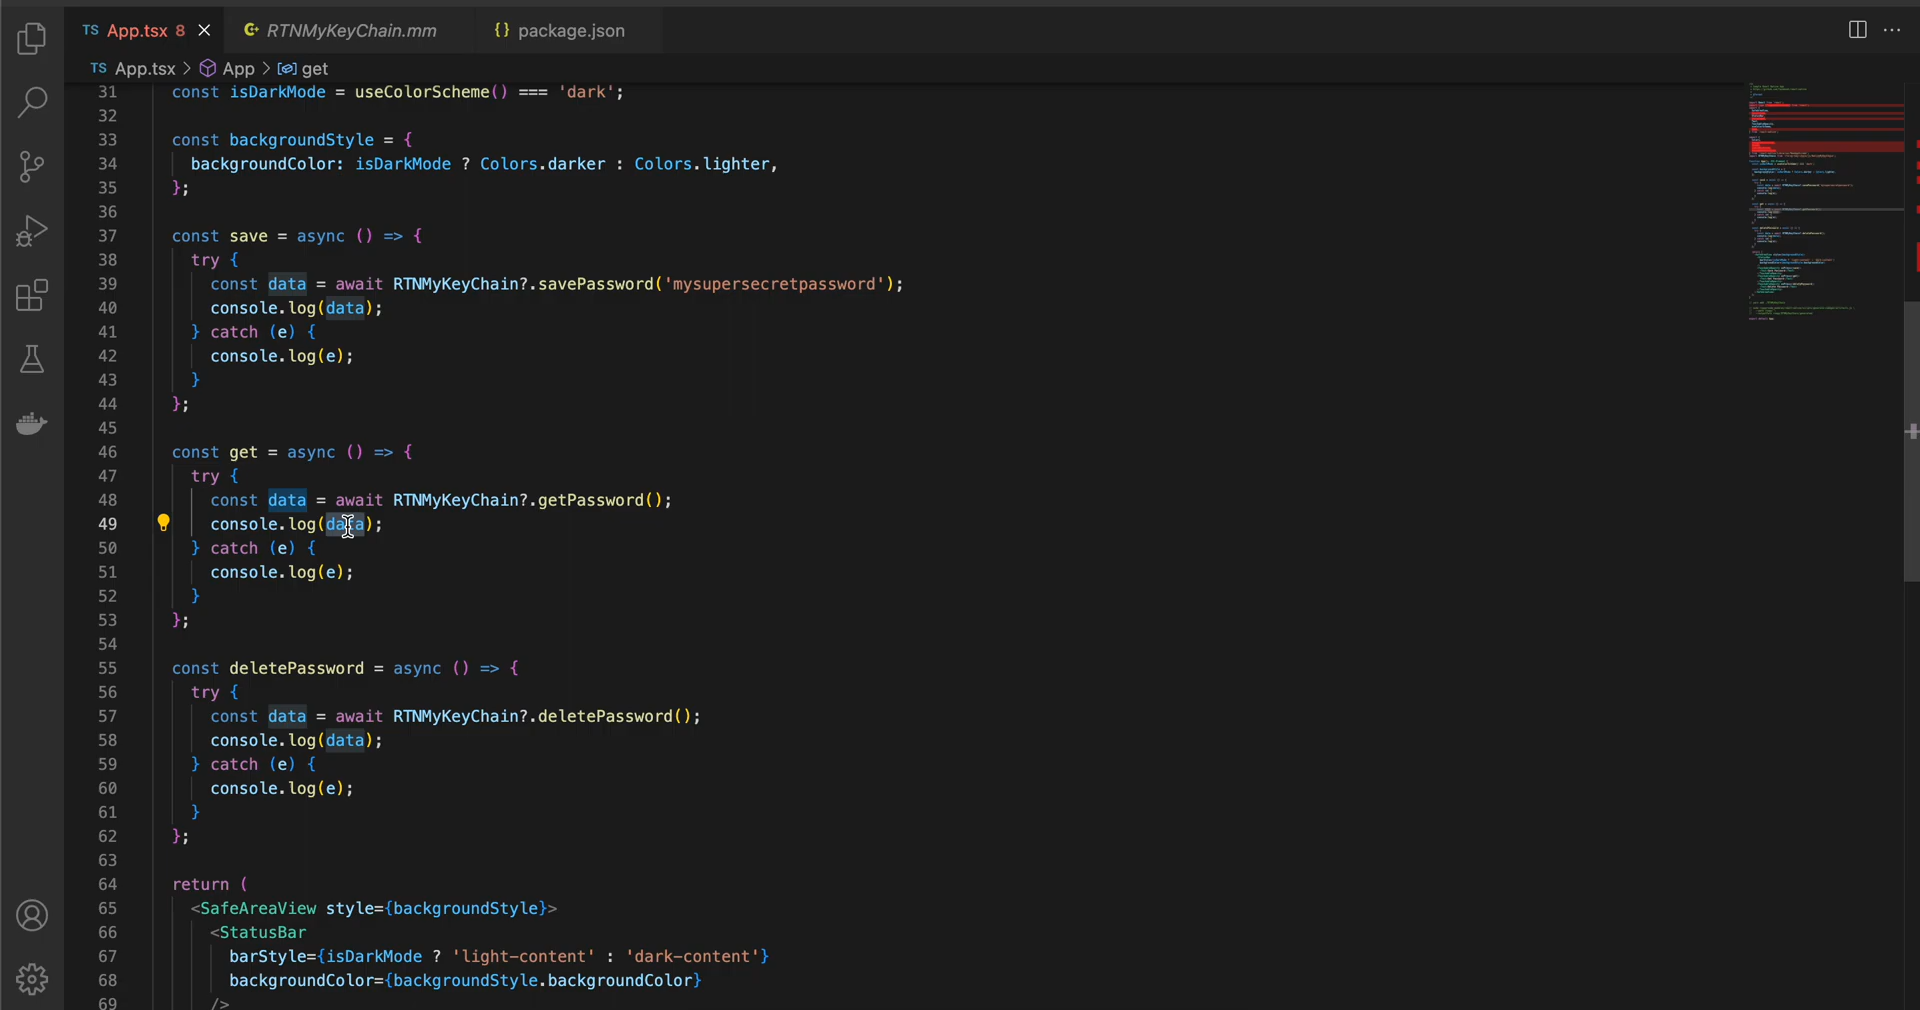 TS App.tsx 8
RTNMyKeyChain.mm
{} package.json
TS App.tsx > App > get
31 const isDarkMode = useColorScheme() === 'dark';
32
33 const backgroundStyle = {
34 backgroundColor: isDarkMode ? Colors.darker : Colors.lighter,
35 };
36
37 const save = async () => {
38 try {
39 const data = await RTNMyKeyChain?.savePassword('mysupersecretpassword');
40 console.log(data);
41 } catch (e) {
42 console.log(e);
43 }
44 };
45
46 const get = async () => {
47 try {
48 const data = await RTNMyKeyChain?.getPassword();
49 console.log(data);
50 } catch (e) {
51 console.log(e);
52 }
53 };
54
55 const deletePassword = async () => {
56 try {
57 const data = await RTNMyKeyChain?.deletePassword();
58 console.log(data);
59 } catch (e) {
60 console.log(e);
61 }
62 };
63
64 return (
65 <SafeAreaView style={backgroundStyle}>
66 <StatusBar
67 barStyle={isDarkMode ? 'light-content' : 'dark-content'}
68 backgroundColor={backgroundStyle.backgroundColor}
69 />